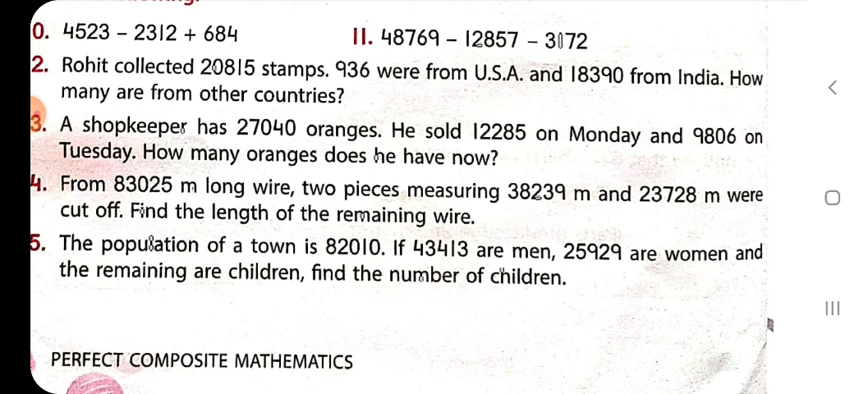 0. 4523 – 2312 + 684 11. 48769 – 12857 – 3072
2. Rohit collected 20815 stamps. 936 were from U.S.A. and 18390 from India. How
many are from other countries?
3. A shopkeeper has 27040 oranges. He sold 12285 on Monday and 9806 on
Tuesday. How many oranges does he have now?
4. From 83025 m long wire, two pieces measuring 38239 m and 23728 m were
cut off. Find the length of the remaining wire.
5. The population of a town is 82010. If 43413 are men, 25929 are women and
the remaining are children, find the number of children.
PERFECT COMPOSITE MATHEMATICS